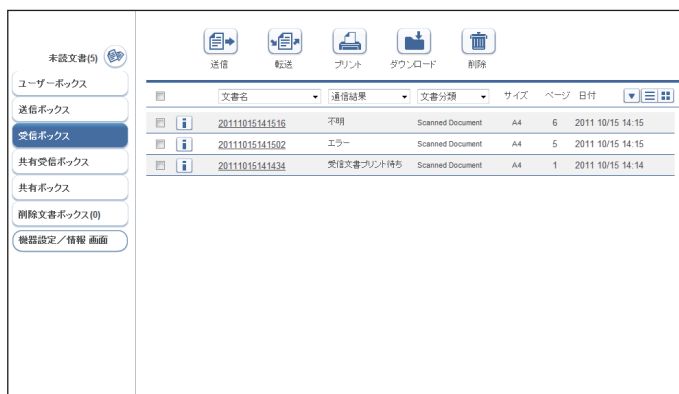 未読文書(5)
ユーザーボックス
送信ボックス
受信ボックス
共有受信ボックス
共有ボックス
削除文書ボックス(0)
機器設定/情報 画面
送信 転送 プリント ダウンロード 削除
文書名 通信結果 文書分類 サイズ ページ 日付
20111015141516 不明 Scanned Document A4 6 2011 10/15 14:15
20111015141502 エラー Scanned Document A4 5 2011 10/15 14:15
20111015141434 受信文書プリント待ち Scanned Document A4 1 2011 10/15 14:14